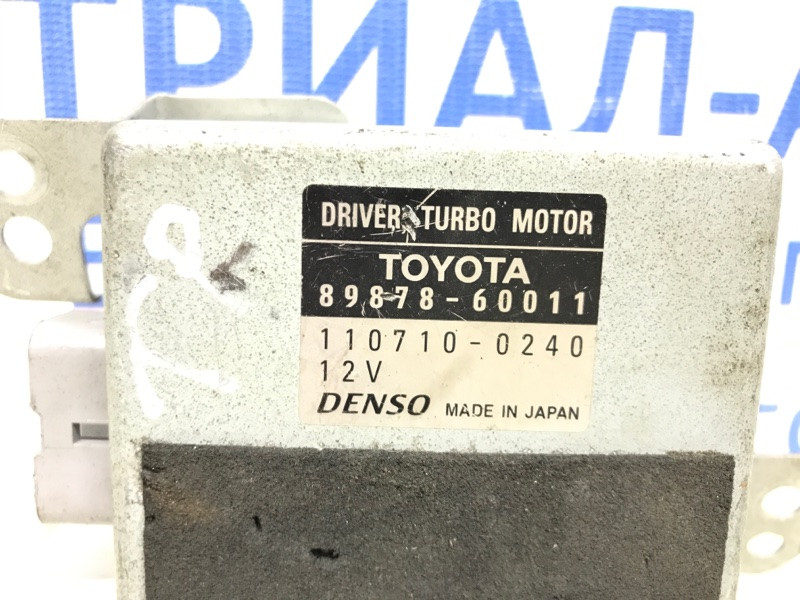 ТРИАЛ-А
DRIVER, TURBO MOTOR
TOYOTA
89878-60011
110710-0240
12V
DENSO MADE IN JAPAN